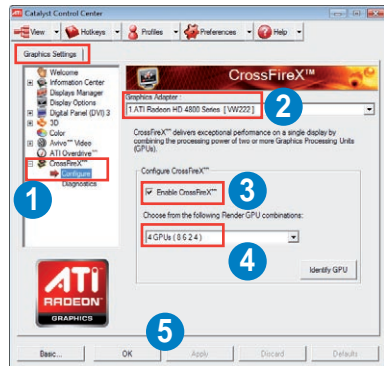 Catalyst Control Center
View Hotkeys Profiles Preferences Help
Graphics Settings
Welcome
Information Center
Displays Manager
Display Options
Digital Panel (DVI) 3
3D
Color
Avivo™ Video
ATI Overdrive™
CrossFireX™
Configure
Diagnostics
1
ATI
RADEON
GRAPHICS
CrossFireX™
Graphics Adapter
1.ATI Radeon HD 4800 Series [ VW222 ]
2
CrossFireX™ delivers exceptional peformance on a single display by
combining the processing power of two or more Graphics Processing Units
(GPUs).
Configure CrossFireX™
Enable CrossFireX™
3
Choose from the following Render GPU combinations:
4 GPUs ( 8 6 2 4 )
4
Identify GPU
5
Basic... OK Apply Discard Defaults